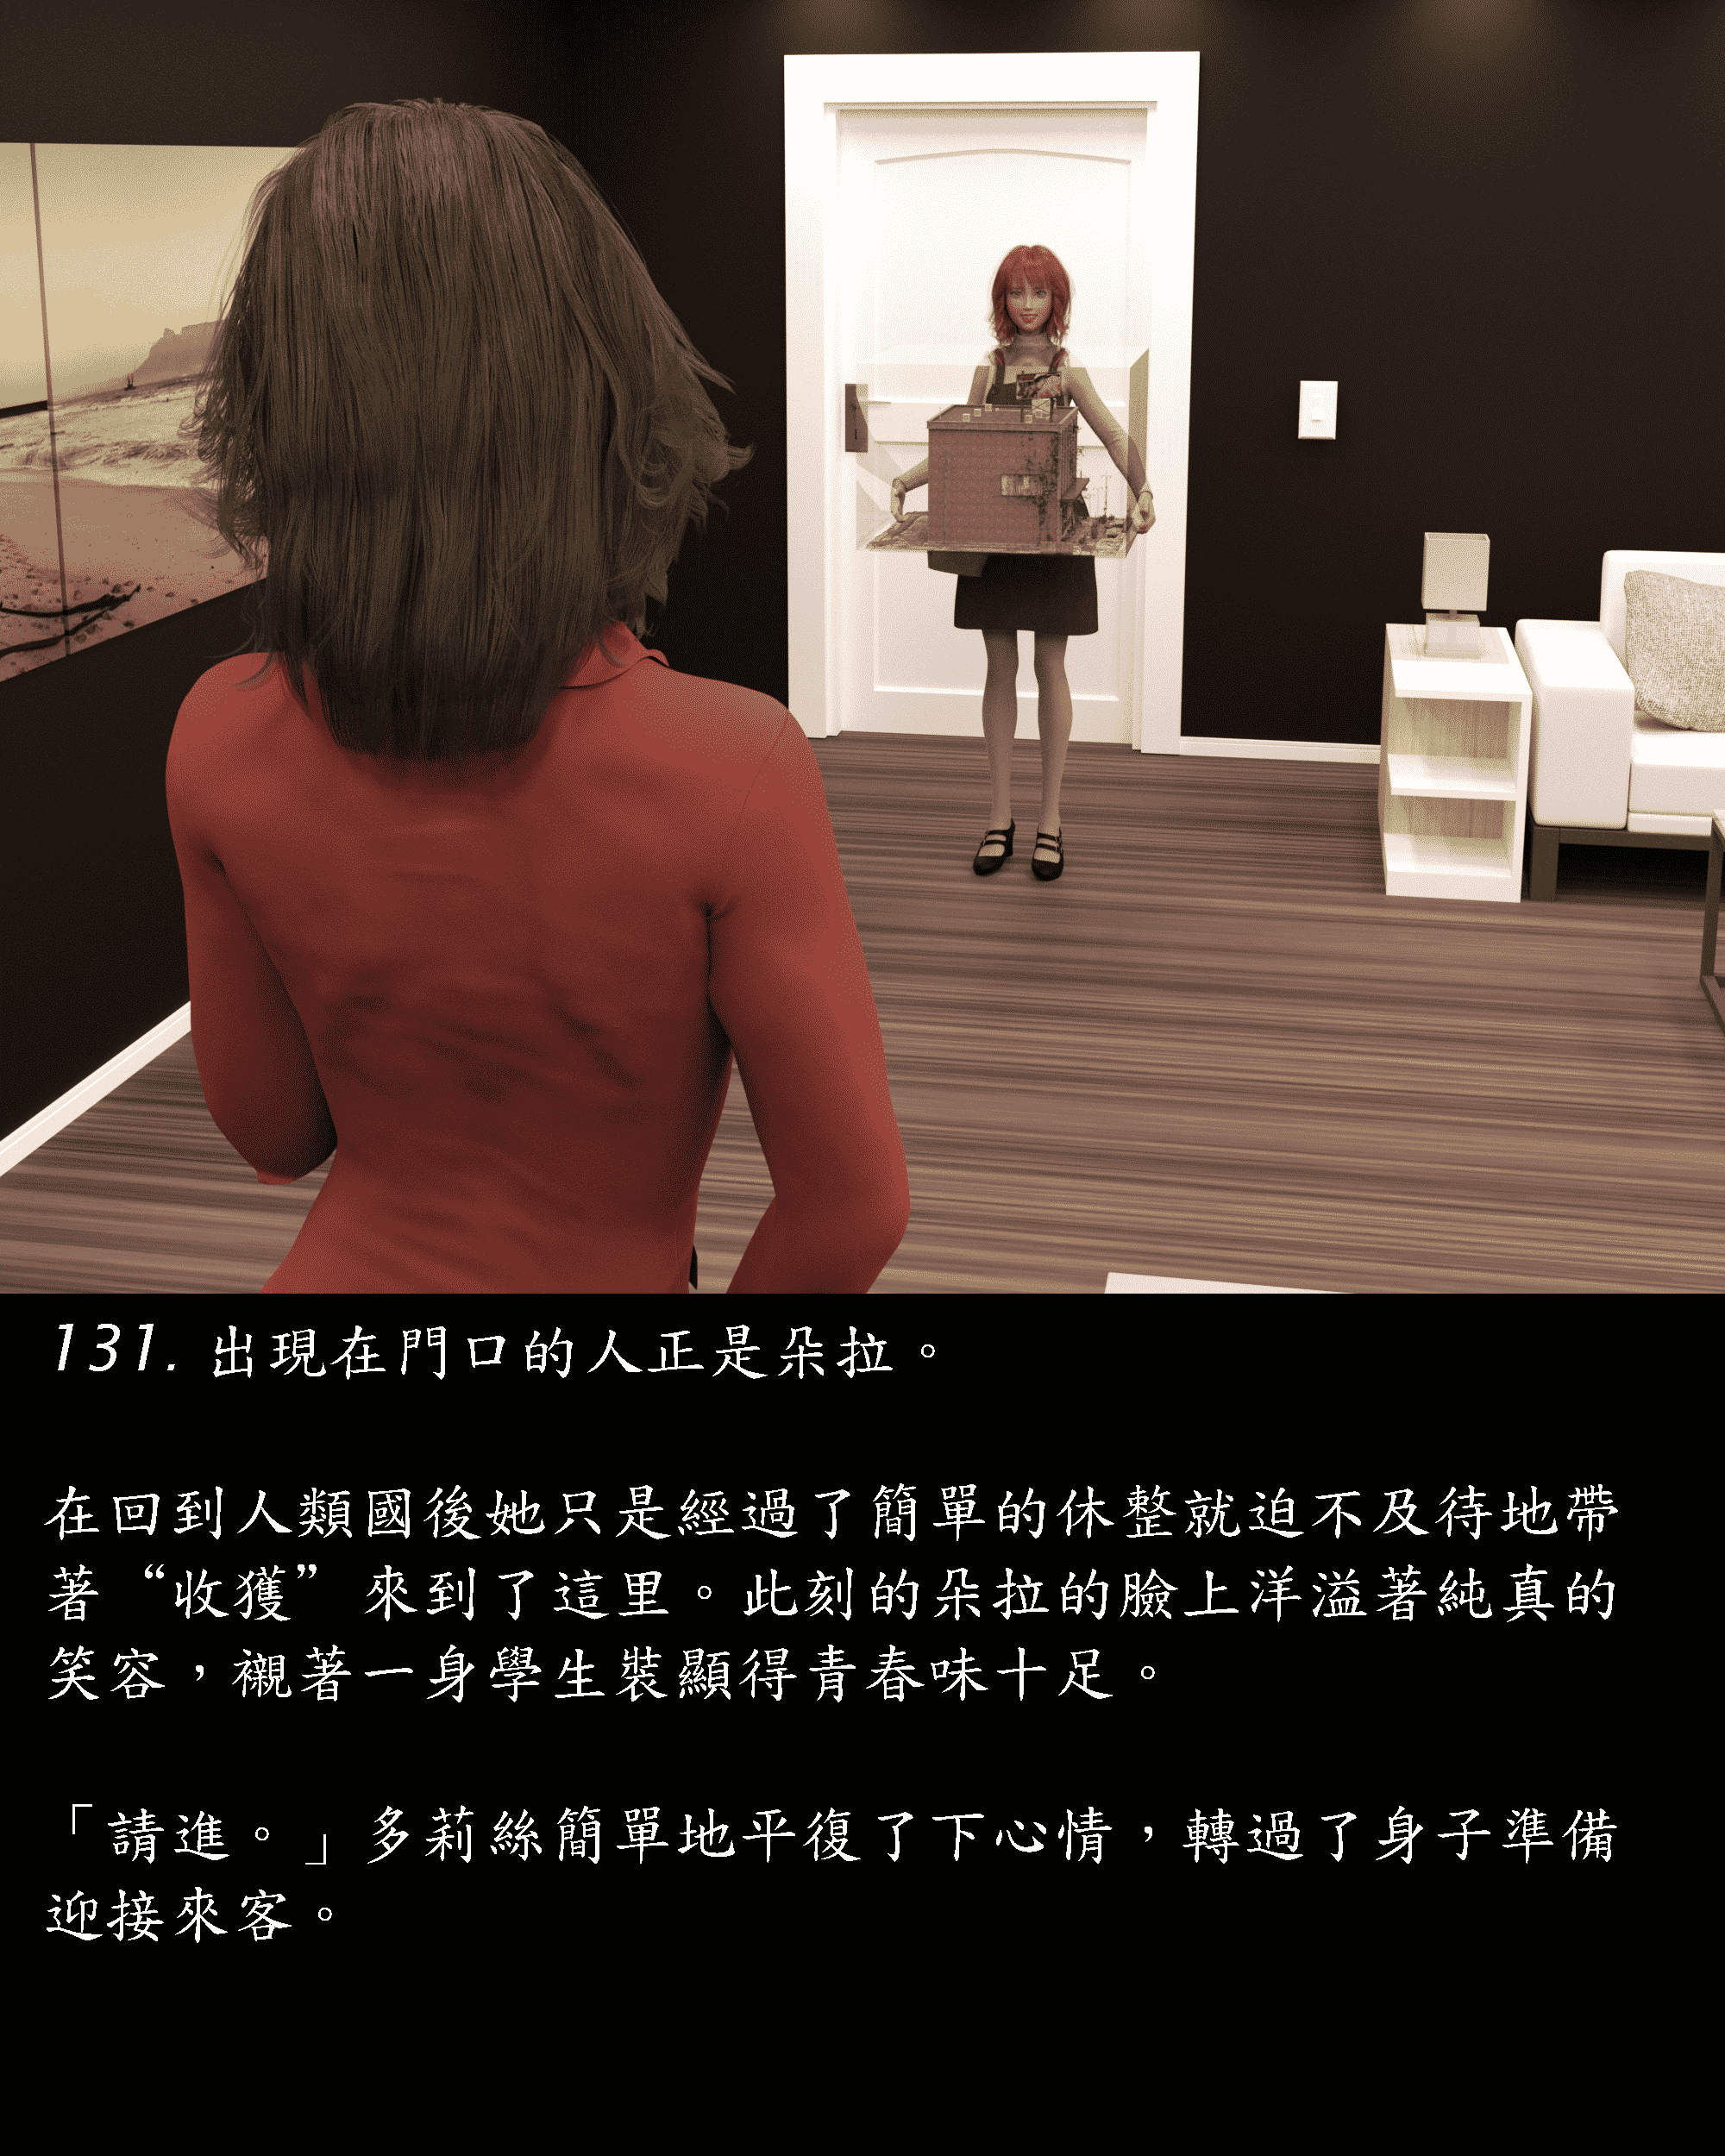 131. 出現在門口的人正是朵拉。
在回到人類國後她只是經過了簡單的休整就迫不及待地帶
著“收獲”來到了這里。此刻的朵拉的臉上洋溢著純真的
笑容，襯著一身學生裝顯得青春味十足。
「請進。」多莉絲簡單地平復了下心情，轉過了身子準備
迎接來客。